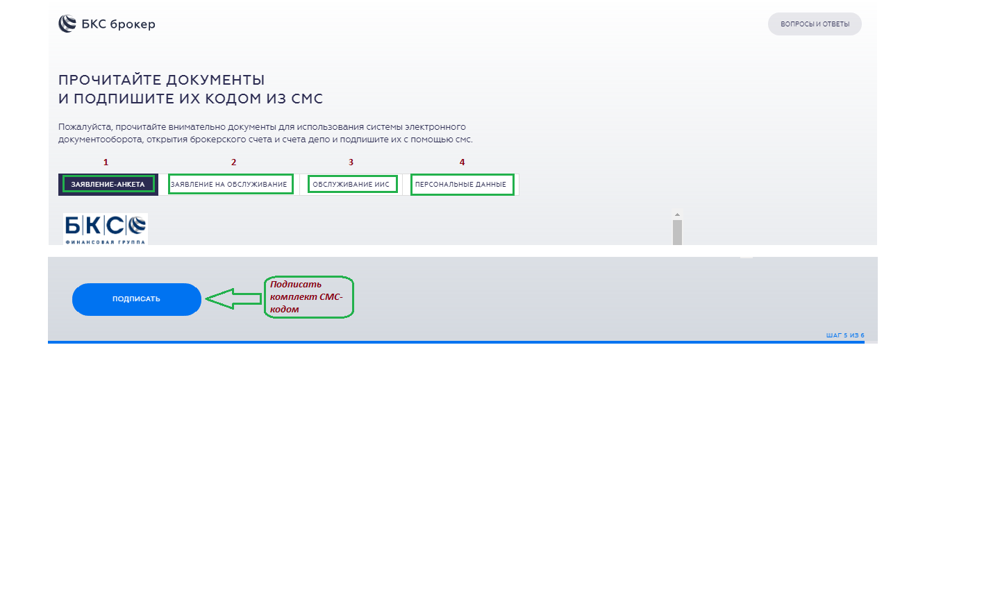 БКС брокер
ВОПРОСЫ И ОТВЕТЫ
ПРОЧИТАЙТЕ ДОКУМЕНТЫ
И ПОДПИШИТЕ ИХ КОДОМ ИЗ СМС
Пожалуйста, прочитайте внимательно документы для использования системы электронного
документооборота, открытия брокерского счета и счета депо и подпишите их с помощью смс.
1 2 3 4
ЗАЯВЛЕНИЕ-АНКЕТА ЗАЯВЛЕНИЕ НА ОБСЛУЖИВАНИЕ ОБСЛУЖИВАНИЕ ИИС ПЕРСОНАЛЬНЫЕ ДАННЫЕ
БКС
ФИНАНСОВАЯ ГРУППА
ПОДПИСАТЬ
Подписать
комплект СМС-
кодом
ШАГ 5 ИЗ 6